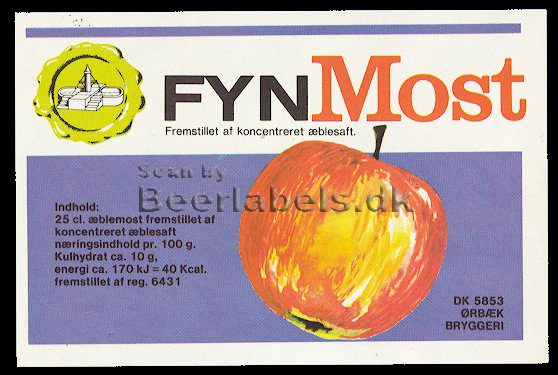 FYNMost
Fremstillet af koncentreret æblesaft.
Scan by
Beerlabels.dk
Indhold:
25 cl. æblemost fremstillet af
koncentreret æblesaft
næringsindhold pr. 100 g.
Kulhydrat ca. 10 g,
energi ca. 170 kJ = 40 Kcal.
fremstillet af reg. 6431
DK 5853
ØRBÆK
BRYGGERI